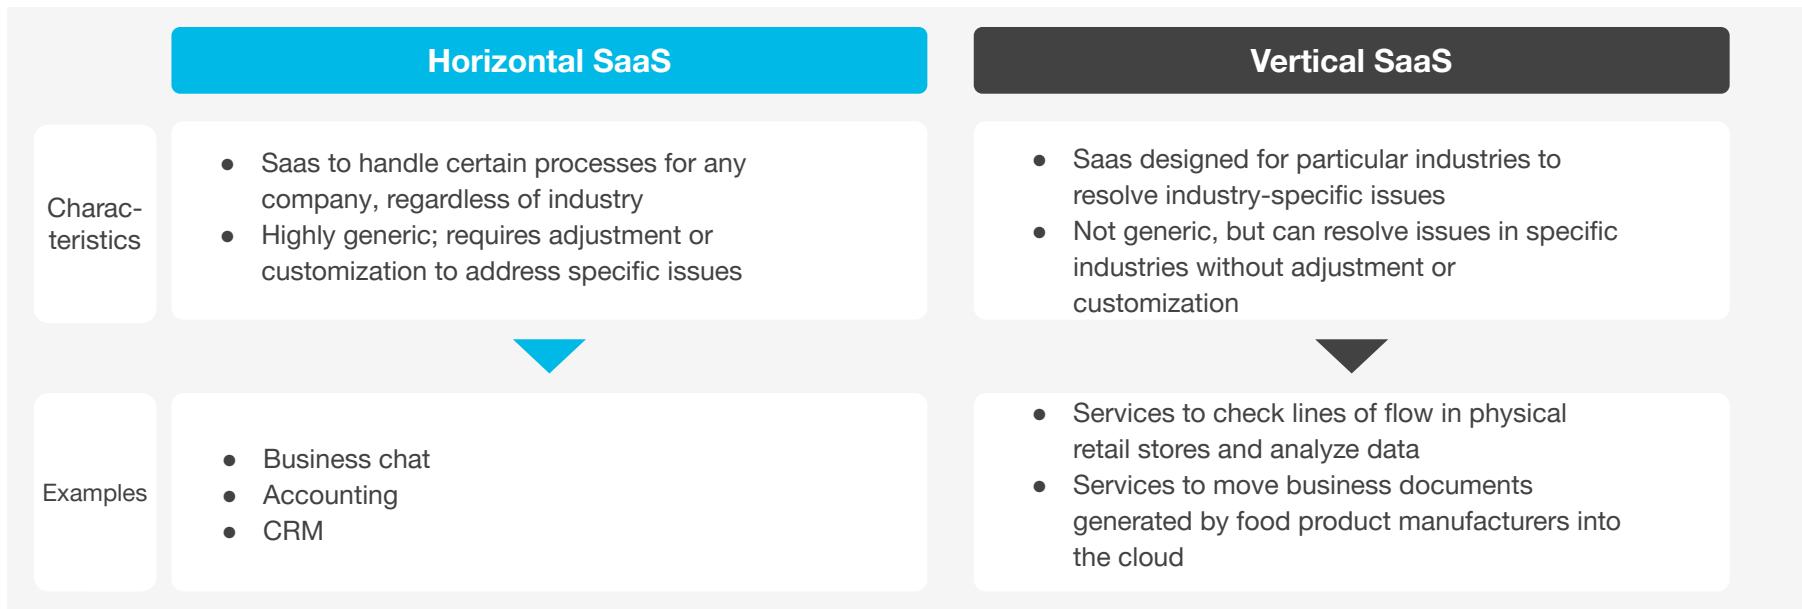 Horizontal SaaS
Vertical SaaS
Charac-
teristics
● Saas to handle certain processes for any
company, regardless of industry
● Highly generic; requires adjustment or
customization to address specific issues
● Saas designed for particular industries to
resolve industry-specific issues
● Not generic, but can resolve issues in specific
industries without adjustment or
customization
Examples
● Business chat
● Accounting
● CRM
● Services to check lines of flow in physical
retail stores and analyze data
● Services to move business documents
generated by food product manufacturers into
the cloud